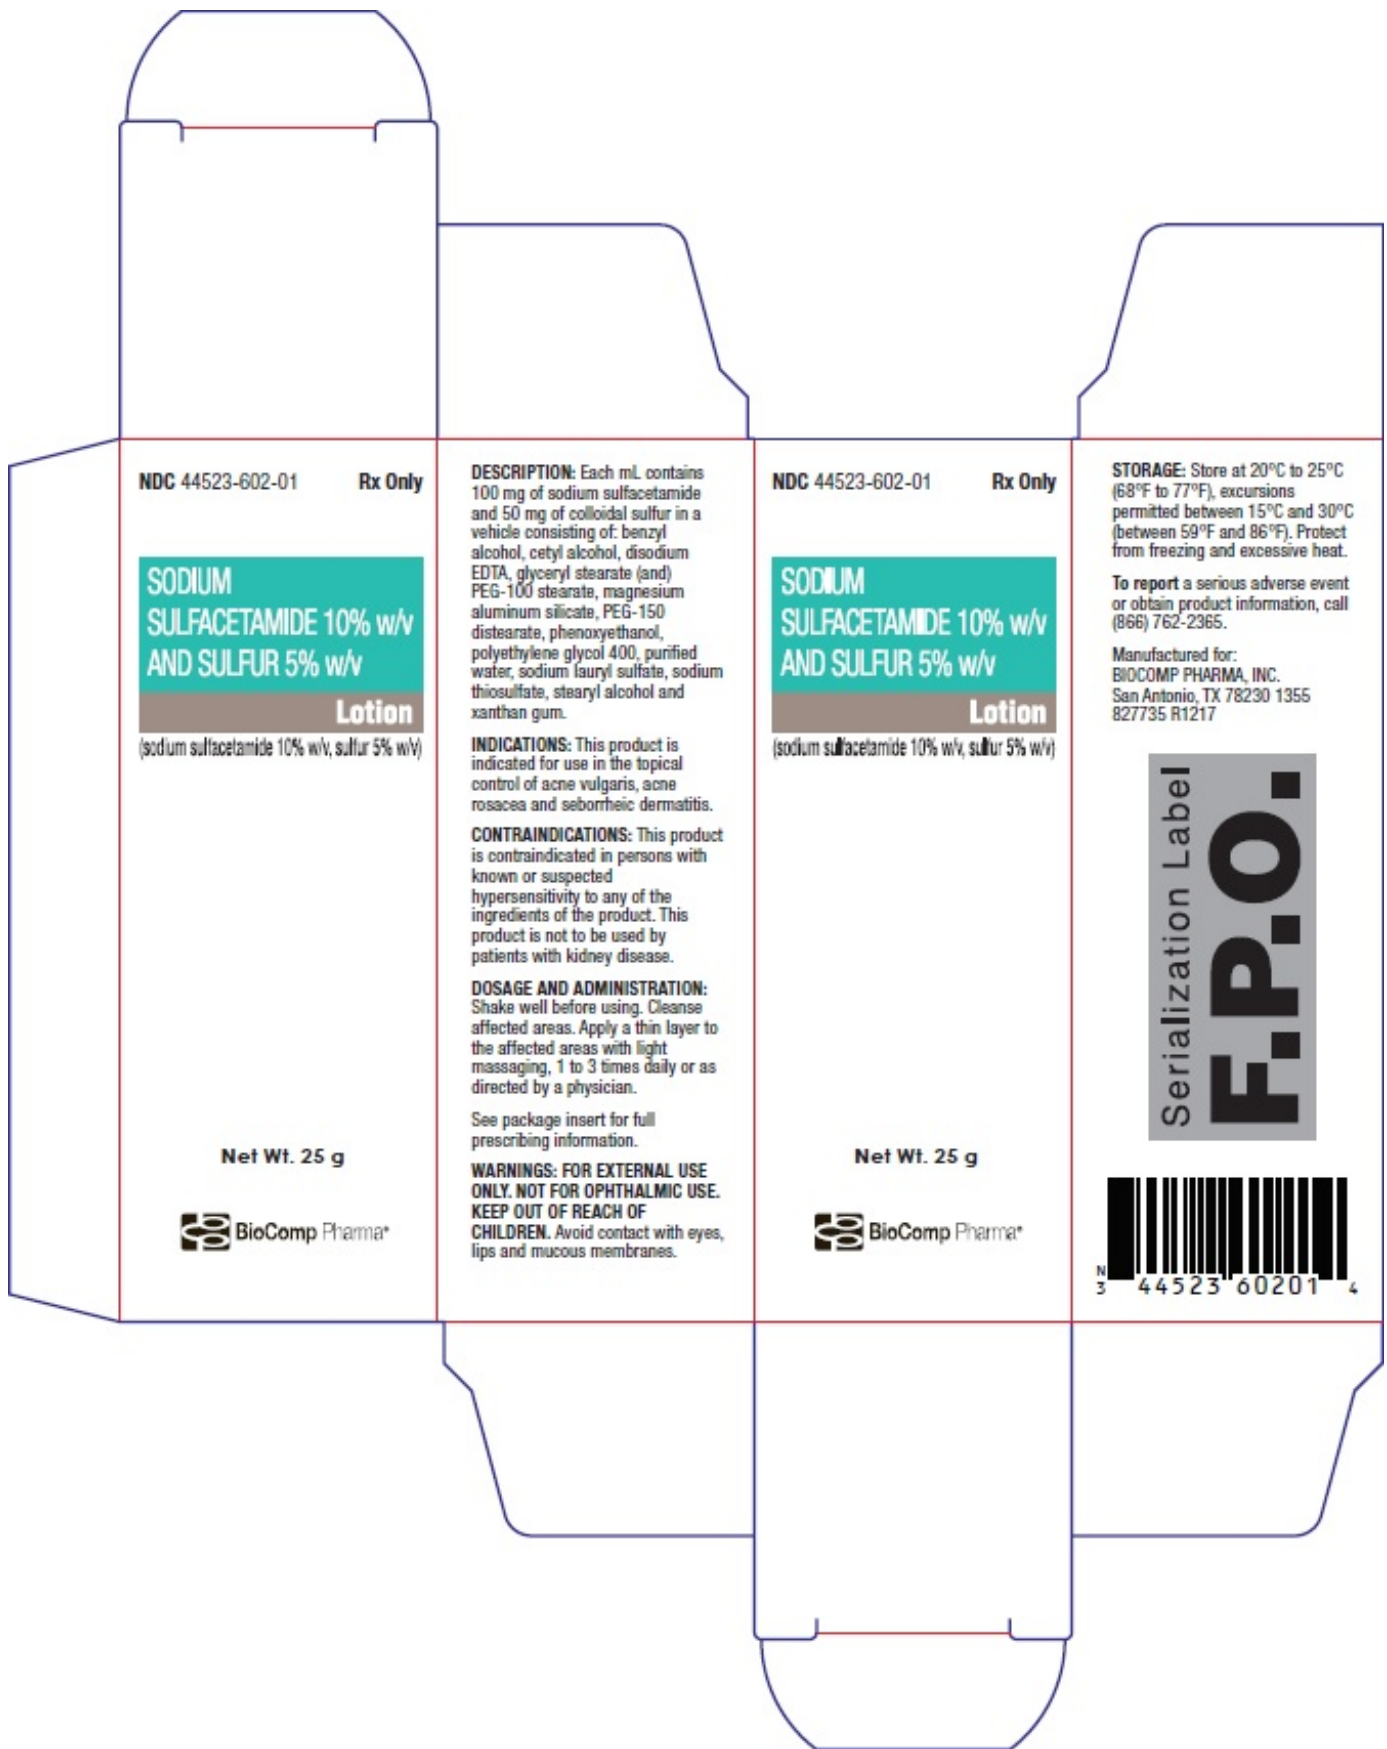 NDC 44523-602-01 Rx Only
SODIUM
SULFACETAMIDE 10% w/v
AND SULFUR 5% w/v
Lotion
(sodium sulfacetamide 10% w/v, sulfur 5% w/v)
Net Wt. 25 g
BioComp Pharma®
DESCRIPTION: Each mL contains
100 mg of sodium sulfacetamide
and 50 mg of colloidal sulfur in a
vehicle consisting of: benzyl
alcohol, cetyl alcohol, disodium
EDTA, glyceryl stearate (and)
PEG-100 stearate, magnesium
aluminum silicate, PEG-150
distearate, phenoxyethanol,
polyethylene glycol 400, purified
water, sodium lauryl sulfate, sodium
thiosulfate, stearyl alcohol and
xanthan gum.
INDICATIONS: This product is
indicated for use in the topical
control of acne vulgaris, acne
rosacea and seborrheic dermatitis.
CONTRAINDICATIONS: This product
is contraindicated in persons with
known or suspected
hypersensitivity to any of the
ingredients of the product. This
product is not to be used by
patients with kidney disease.
DOSAGE AND ADMINISTRATION:
Shake well before using. Cleanse
affected areas. Apply a thin layer to
the affected areas with light
massaging, 1 to 3 times daily or as
directed by a physician.
See package insert for full
prescribing information.
WARNINGS: FOR EXTERNAL USE
ONLY. NOT FOR OPHTHALMIC USE.
KEEP OUT OF REACH OF
CHILDREN. Avoid contact with eyes,
lips and mucous membranes.
NDC 44523-602-01 Rx Only
SODIUM
SULFACETAMIDE 10% w/v
AND SULFUR 5% w/v
Lotion
(sodium sulfacetamide 10% w/v, sulfur 5% w/v)
Net Wt. 25 g
BioComp Pharma®
STORAGE: Store at 20ºC to 25ºC
(68ºF to 77ºF), excursions
permitted between 15ºC and 30ºC
(between 59ºF and 86ºF). Protect
from freezing and excessive heat.
To report a serious adverse event
or obtain product information, call
(866) 762-2365.
Manufactured for:
BIOCOMP PHARMA, INC.
San Antonio, TX 78230 1355
827735 R1217
Serialization Label
F.P.O.
N
3 44523 60201 4